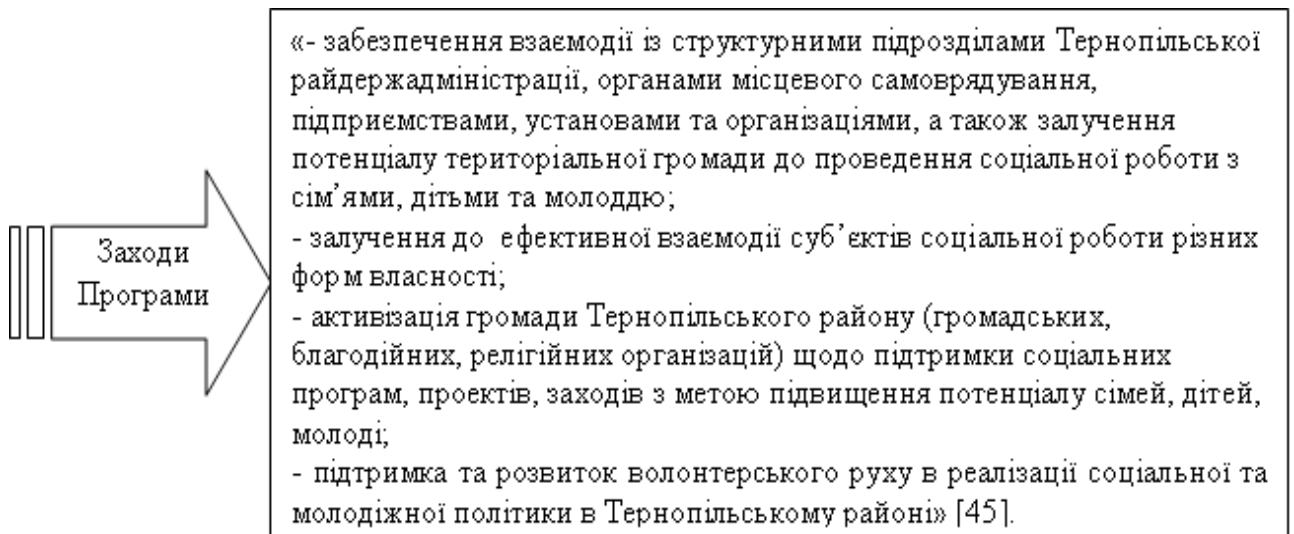 Заходи
Програми
«- забезпечення взаємодії із структурними підрозділами Тернопільської
райдержадміністрації, органами місцевого самоврядування,
підприємствами, установами та організаціями, а також залучення
потенціалу територіальної громади до проведення соціальної роботи з
сім’ями, дітьми та молоддю;
- залучення до ефективної взаємодії суб’єктів соціальної роботи різних
форм власності;
- активізація громади Тернопільського району (громадських,
благодійних, релігійних організацій) щодо підтримки соціальних
програм, проектів, заходів з метою підвищення потенціалу сімей, дітей,
молоді;
- підтримка та розвиток волонтерського руху в реалізації соціальної та
молодіжної політики в Тернопільському районі» [45].